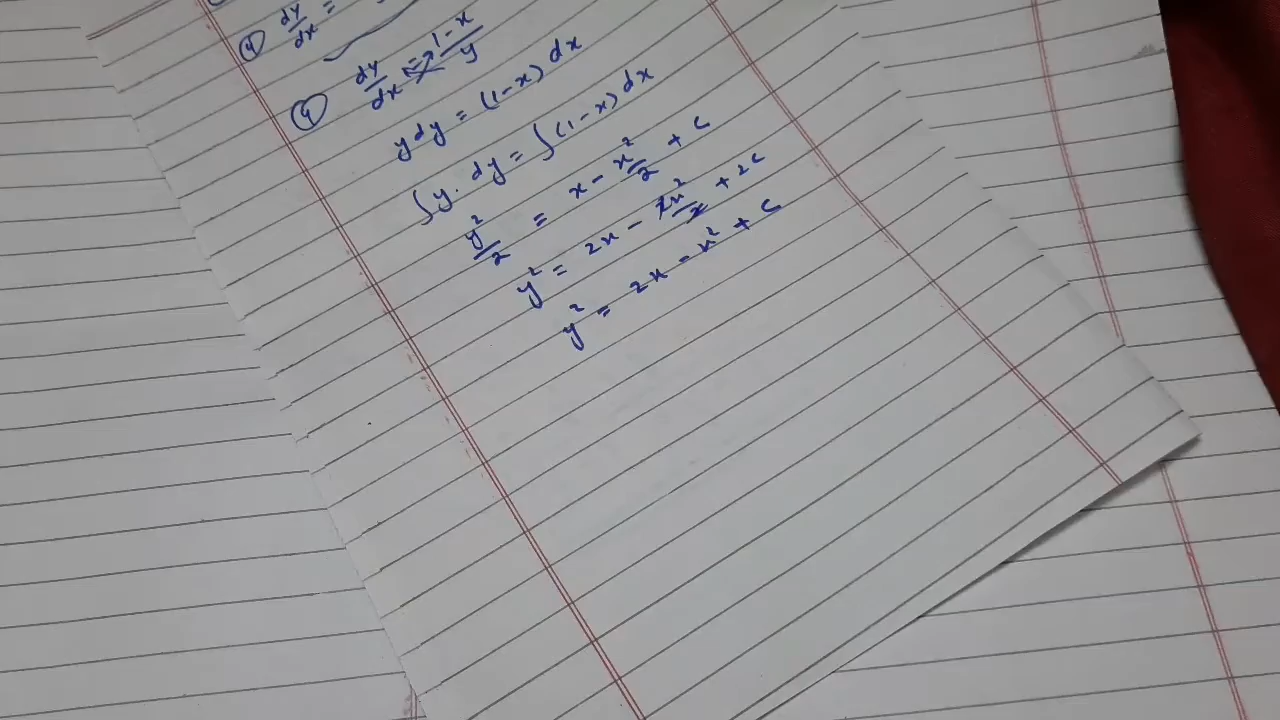 (4) dy/dx =
(4) dy/dx = 1-x/y
y dy = (1-x) dx
∫y. dy = ∫(1-x) dx
y²/2 = x - x²/2 + c
y² = 2x - 2x²/2 + 2c
y² = 2x - x² + c